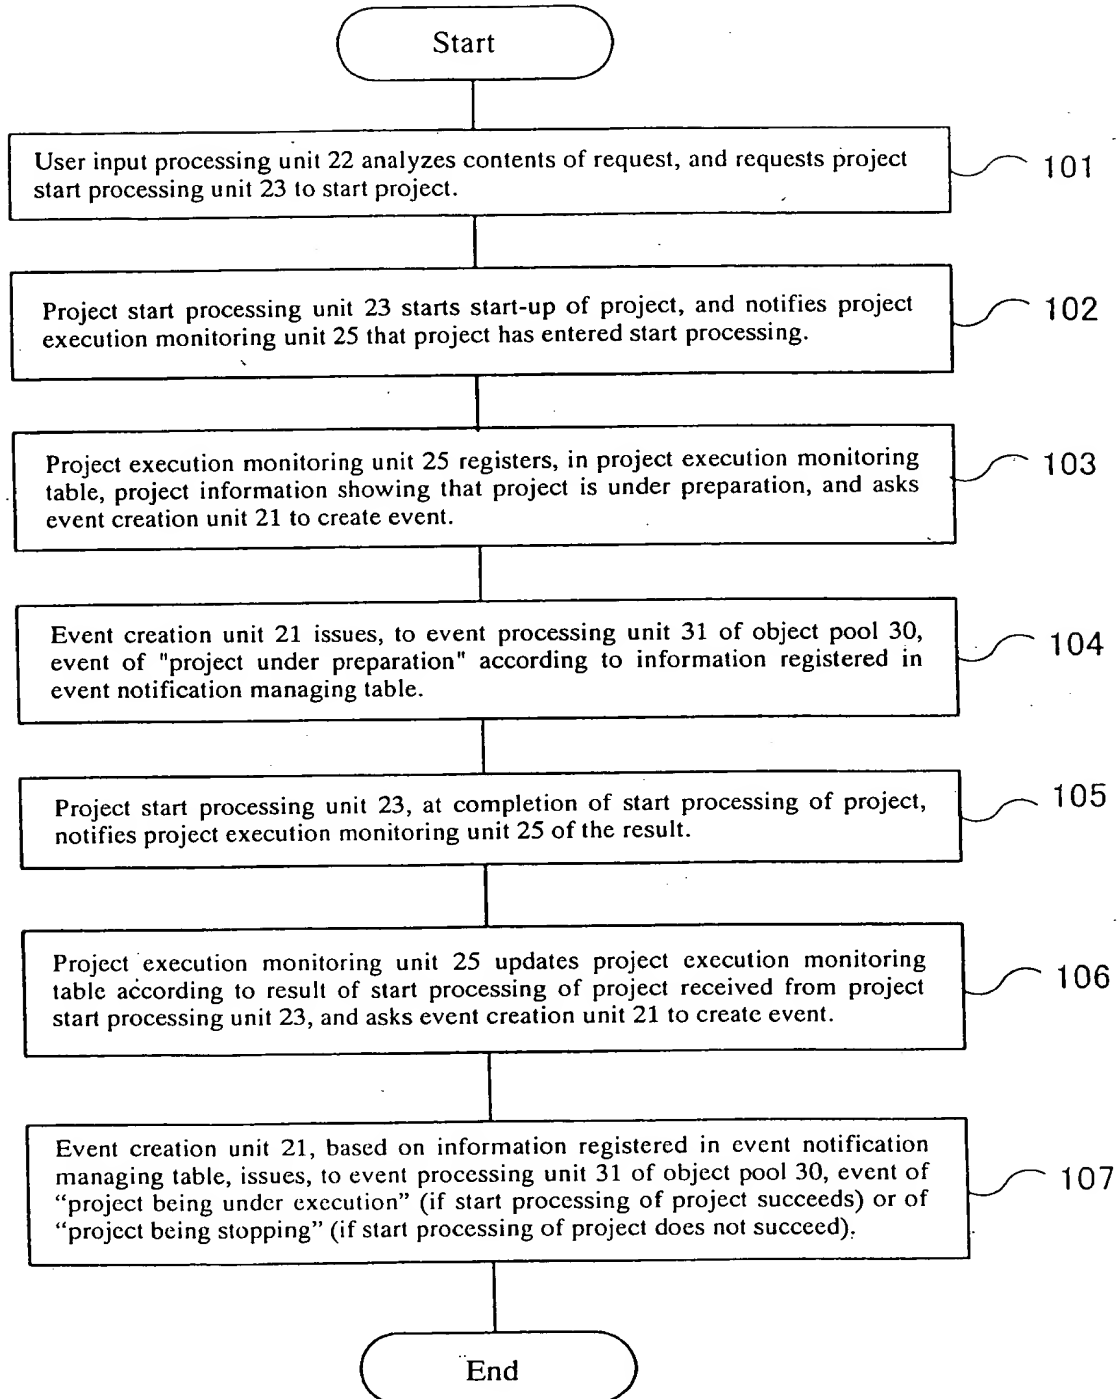 Start
User input processing unit 22 analyzes contents of request, and requests project
start processing unit 23 to start project.
101
Project start processing unit 23 starts start-up of project, and notifies project
execution monitoring unit 25 that project has entered start processing.
102
Project execution monitoring unit 25 registers, in project execution monitoring
table, project information showing that project is under preparation, and asks
event creation unit 21 to create event.
103
Event creation unit 21 issues, to event processing unit 31 of object pool 30,
event of "project under preparation" according to information registered in
event notification managing table.
104
Project start processing unit 23, at completion of start processing of project,
notifies project execution monitoring unit 25 of the result.
105
Project execution monitoring unit 25 updates project execution monitoring
table according to result of start processing of project received from project
start processing unit 23, and asks event creation unit 21 to create event.
106
Event creation unit 21, based on information registered in event notification
managing table, issues, to event processing unit 31 of object pool 30, event of
“project being under execution” (if start processing of project succeeds) or of
“project being stopping” (if start processing of project does not succeed).
107
End